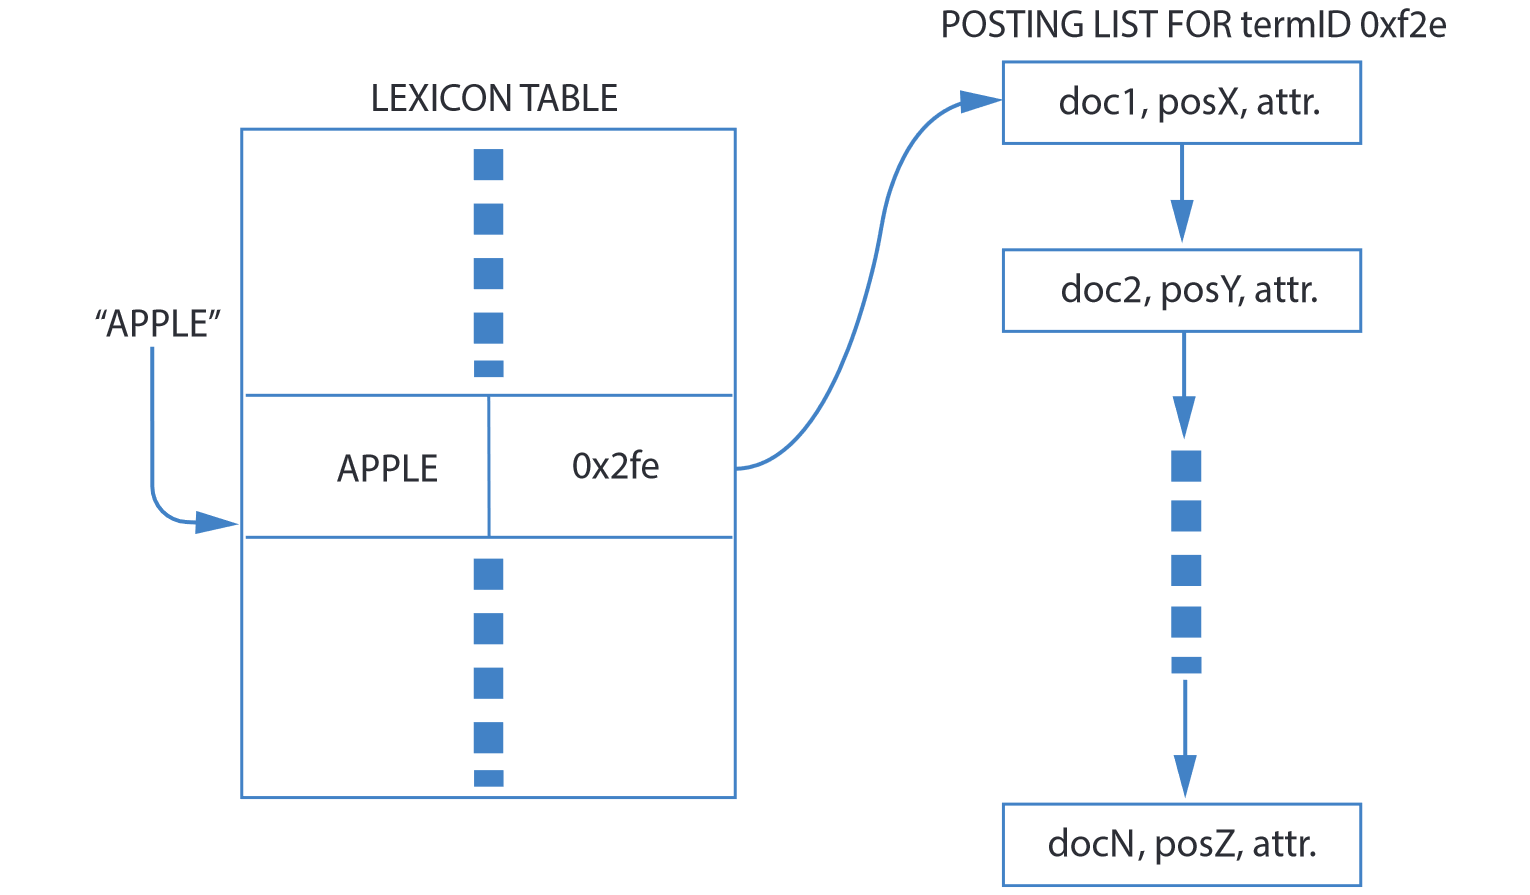 POSTING LIST FOR termID 0xf2e
LEXICON TABLE
doc1, posX, attr.
doc2, posY, attr.
“APPLE”
APPLE
0x2fe
docN, posZ, attr.